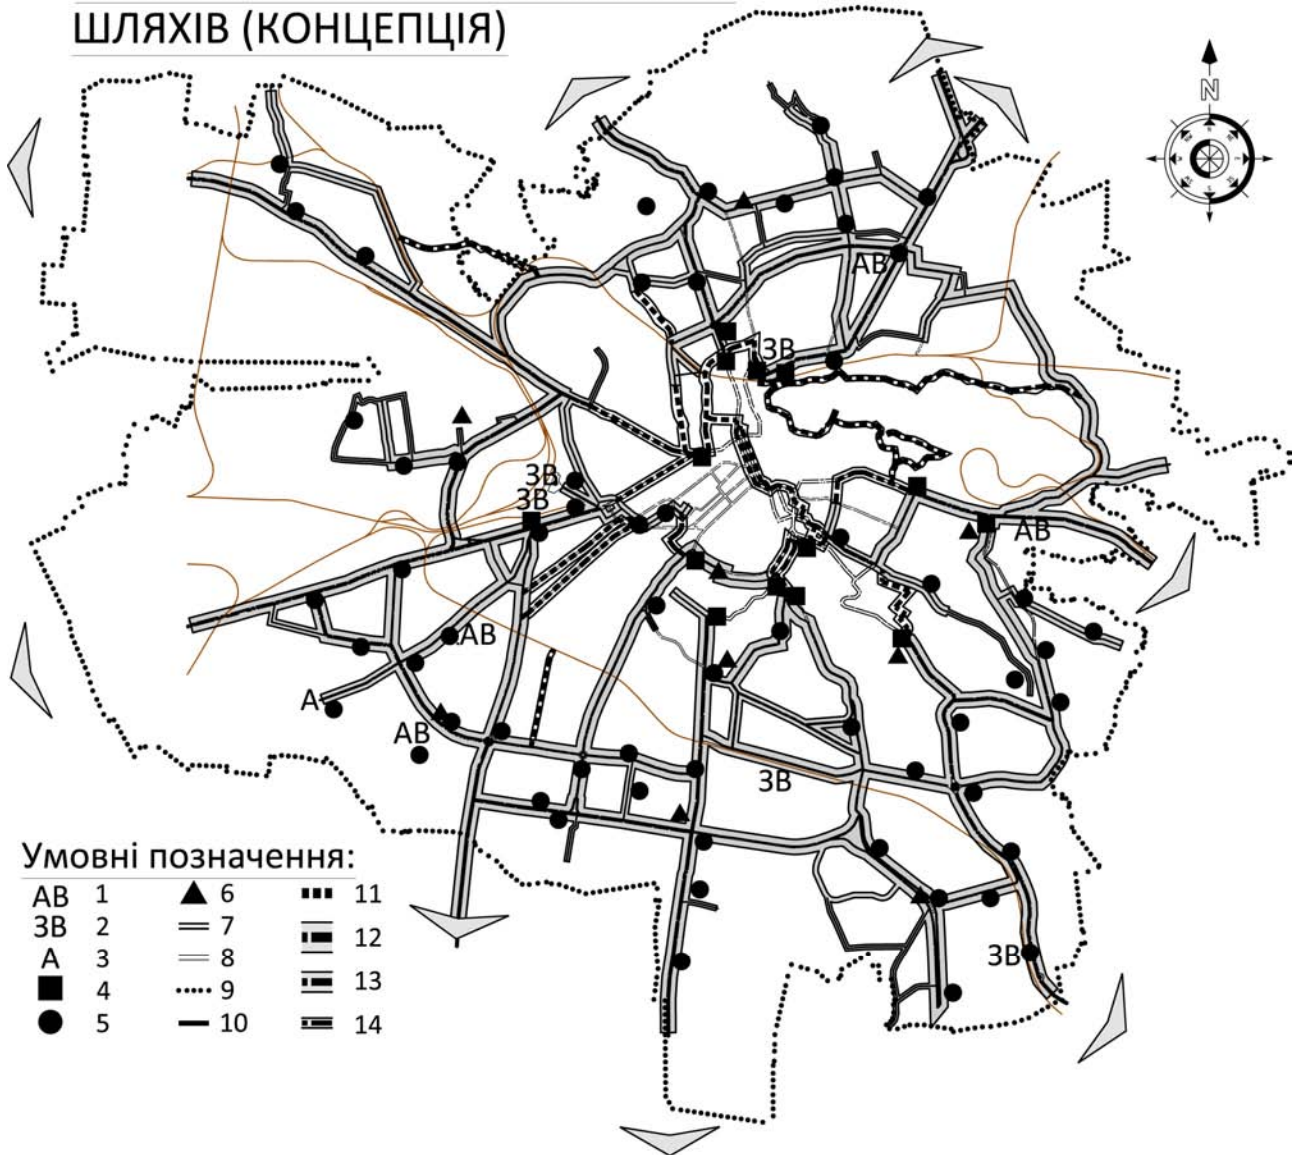 ШЛЯХІВ (КОНЦЕПЦІЯ)
N
АВ
ЗВ
ЗВ
ЗВ
АВ
АВ
А
АВ
ЗВ
ЗВ
Умовні позначення:
АВ 1 6 11
ЗВ 2 7 12
А 3 8 13
4 9 14
5 10